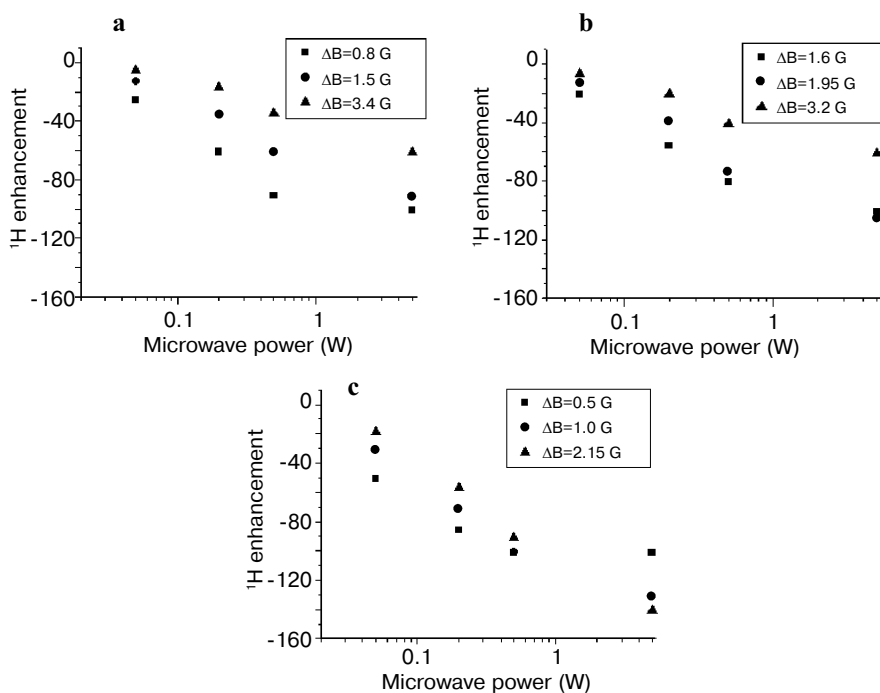 a
ΔB=0.8 G
ΔB=1.5 G
ΔB=3.4 G
0
-40
-80
-120
-160
¹H enhancement
0.1
1
Microwave power (W)
b
ΔB=1.6 G
ΔB=1.95 G
ΔB=3.2 G
0
-40
-80
-120
-160
¹H enhancement
0.1
1
Microwave power (W)
c
ΔB=0.5 G
ΔB=1.0 G
ΔB=2.15 G
0
-40
-80
-120
-160
¹H enhancement
0.1
1
Microwave power (W)